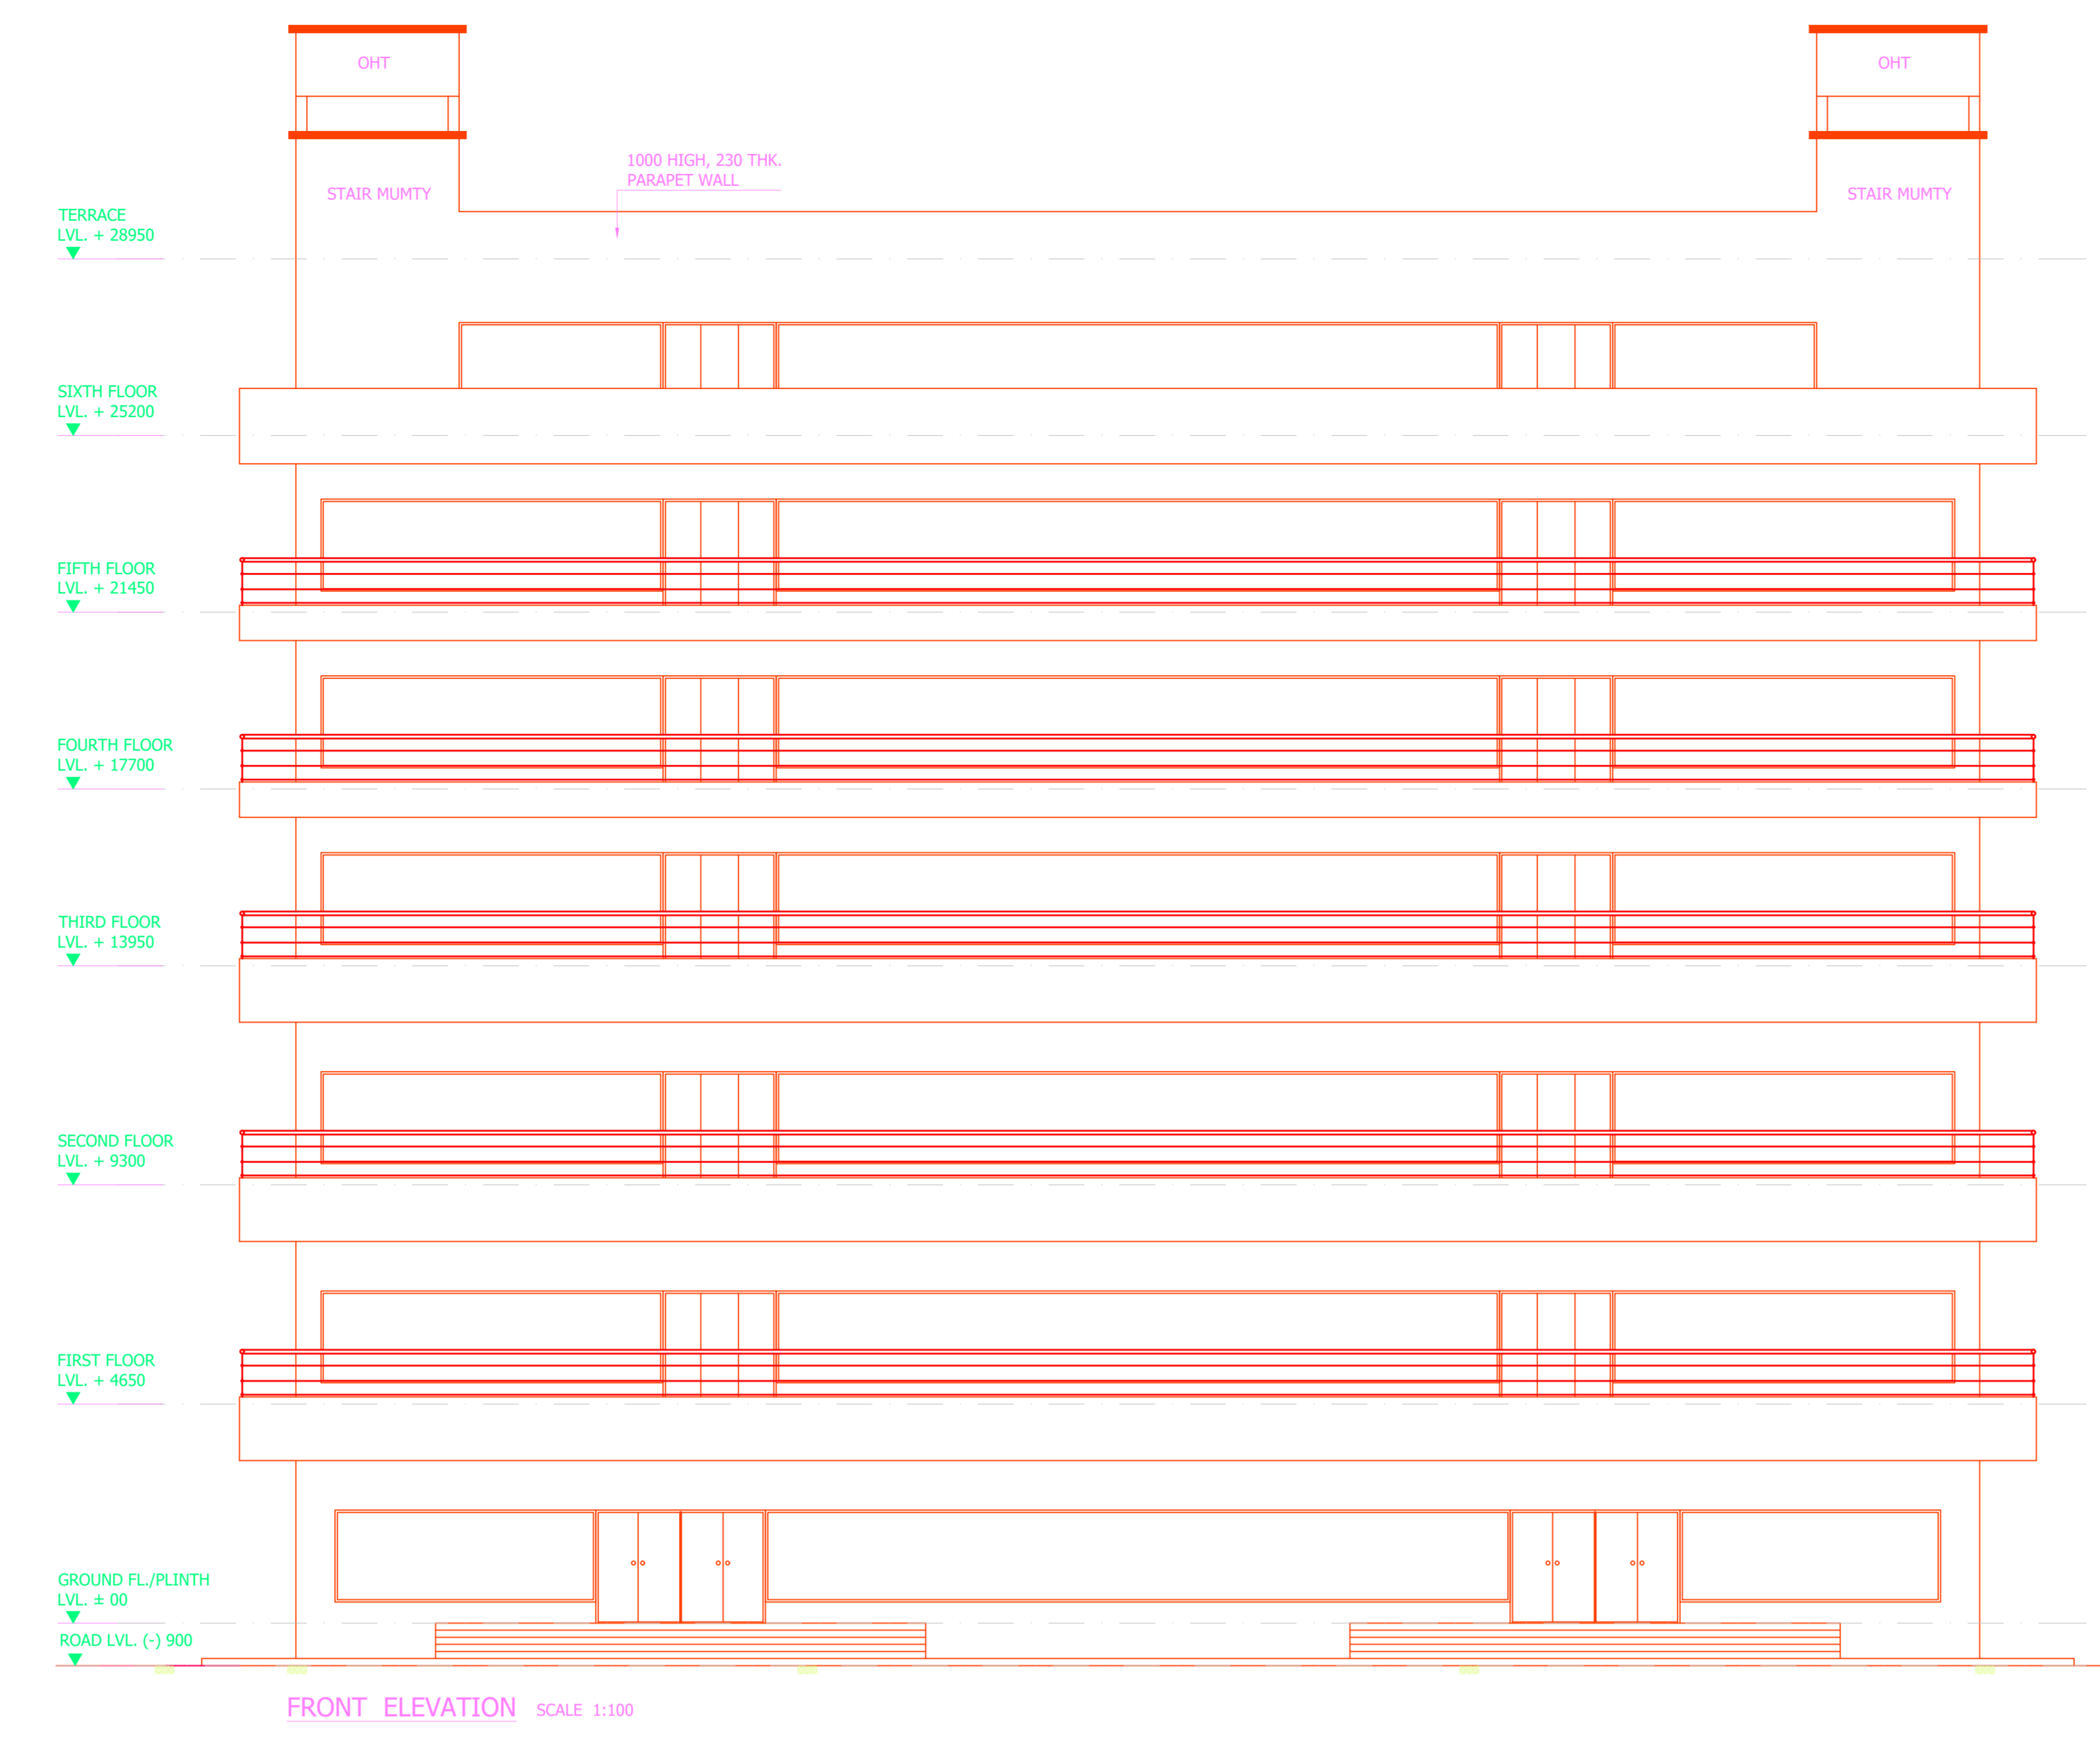 OHT
OHT
1000 HIGH, 230 THK.
PARAPET WALL
STAIR MUMTY
STAIR MUMTY
TERRACE
LVL. + 28950
SIXTH FLOOR
LVL. + 25200
FIFTH FLOOR
LVL. + 21450
FOURTH FLOOR
LVL. + 17700
THIRD FLOOR
LVL. + 13950
SECOND FLOOR
LVL. + 9300
FIRST FLOOR
LVL. + 4650
GROUND FL./PLINTH
LVL. ± 00
ROAD LVL. (-) 900
FRONT ELEVATION SCALE 1:100